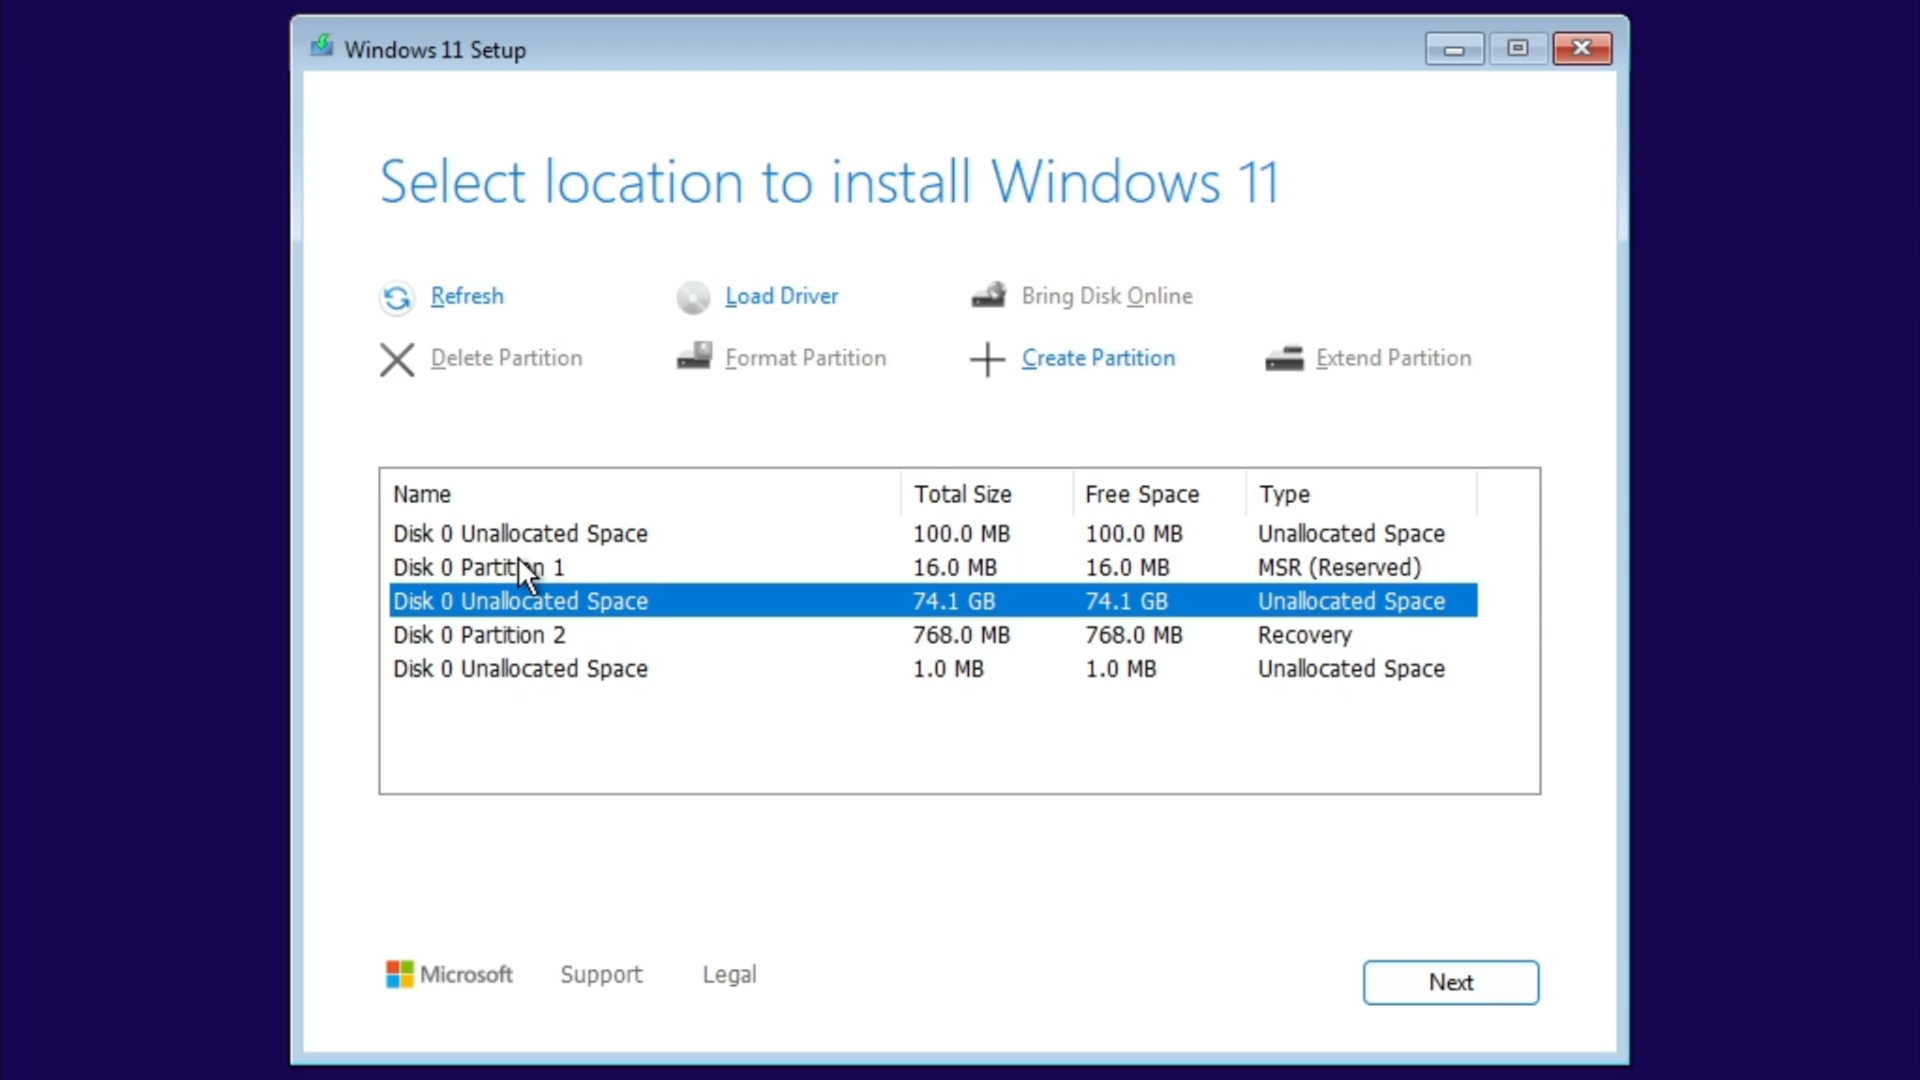 Windows 11 Setup
Select location to install Windows 11
Refresh Load Driver Bring Disk Online
Delete Partition Format Partition Create Partition Extend Partition
Name Total Size Free Space Type
Disk 0 Unallocated Space 100.0 MB 100.0 MB Unallocated Space
Disk 0 Partition 1 16.0 MB 16.0 MB MSR (Reserved)
Disk 0 Unallocated Space 74.1 GB 74.1 GB Unallocated Space
Disk 0 Partition 2 768.0 MB 768.0 MB Recovery
Disk 0 Unallocated Space 1.0 MB 1.0 MB Unallocated Space
Microsoft Support Legal Next